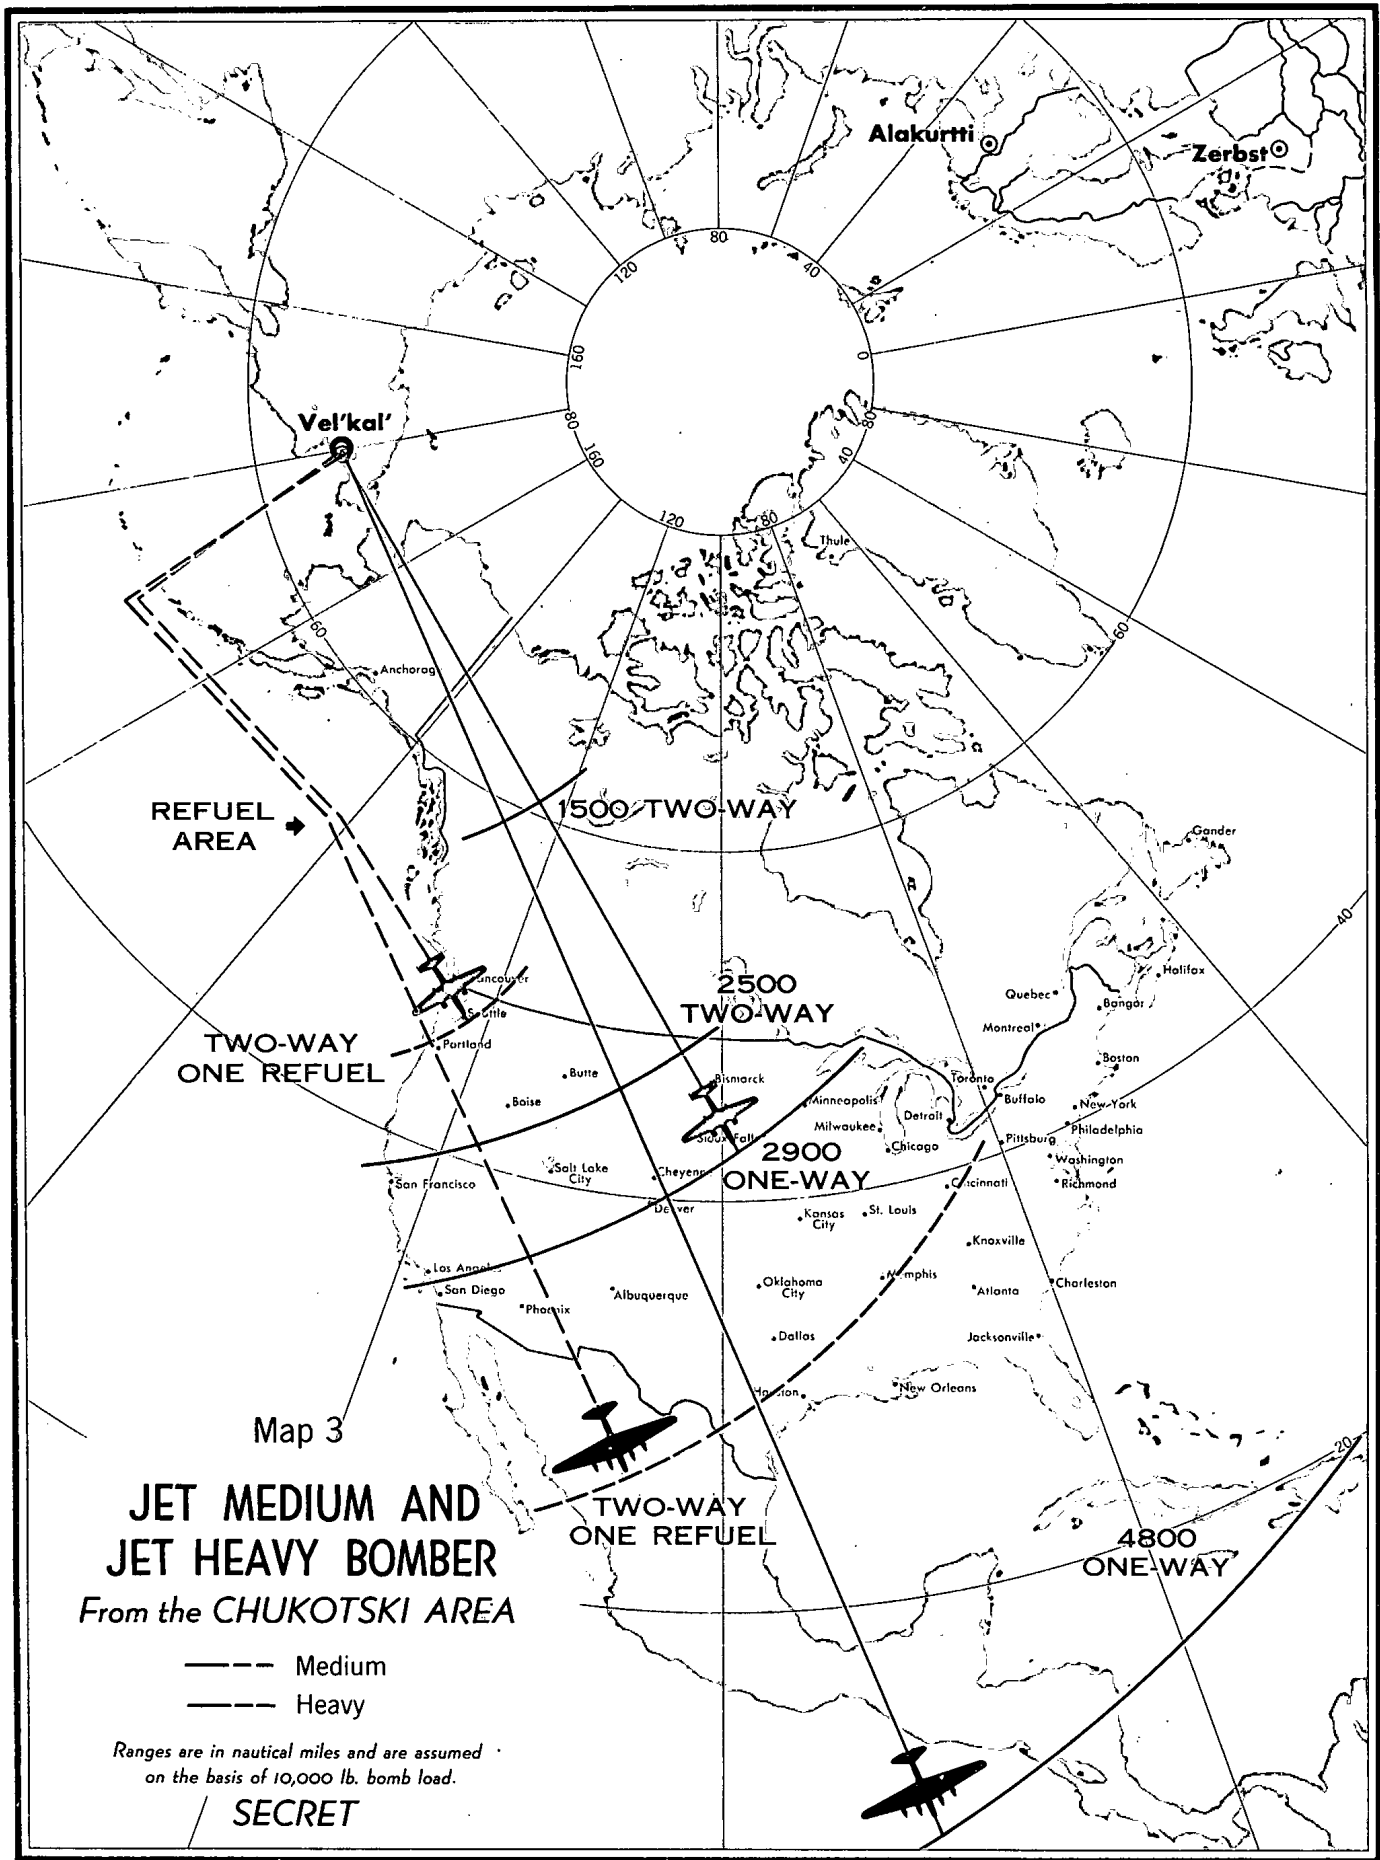 Alakurtti
Zerbst
80
120
40
160
0
Vel'kal'
80
160
80
40
120
80
Thule
60
60
Anchorag
REFUEL
AREA
1500 TWO-WAY
Gander
40
Vancouver
Seattle
2500
TWO-WAY
Halifax
Quebec
Bangor
Montreal
TWO-WAY
ONE REFUEL
Portland
Boston
Butte
Bismarck
Toronto
Boise
Minneapolis
Buffalo
New York
Milwaukee
Detroit
Philadelphia
Sioux Falls
Chicago
Pittsburg
2900
ONE-WAY
Washington
Salt Lake
City
Cheyenne
San Francisco
Cincinnati
Richmond
Denver
Kansas
City
St. Louis
Knoxville
Los Angeles
San Diego
Phoenix
Albuquerque
Oklahoma
City
Memphis
Atlanta
Charleston
Dallas
Jacksonville
Houston
New Orleans
Map 3
20
JET MEDIUM AND
JET HEAVY BOMBER
From the CHUKOTSKI AREA
TWO-WAY
ONE REFUEL
4800
ONE-WAY
Medium
Heavy
Ranges are in nautical miles and are assumed
on the basis of 10,000 lb. bomb load.
SECRET